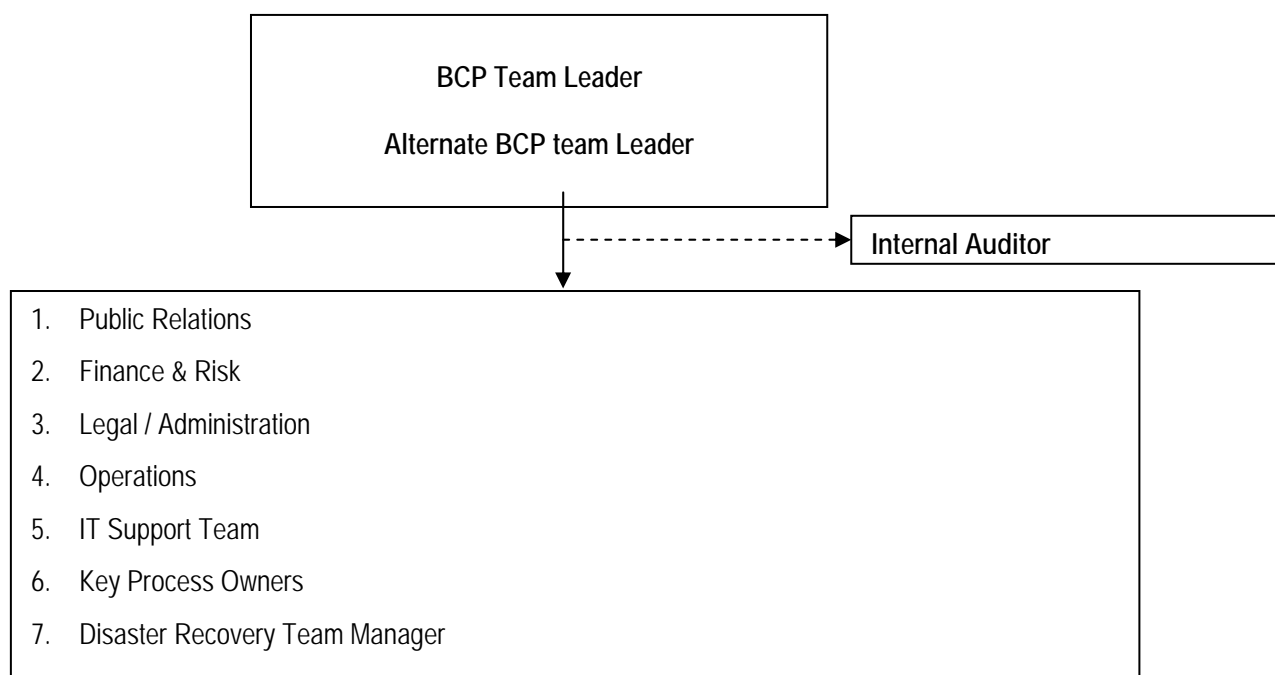 BCP Team Leader
Alternate BCP team Leader
Internal Auditor
1. Public Relations
2. Finance & Risk
3. Legal / Administration
4. Operations
5. IT Support Team
6. Key Process Owners
7. Disaster Recovery Team Manager